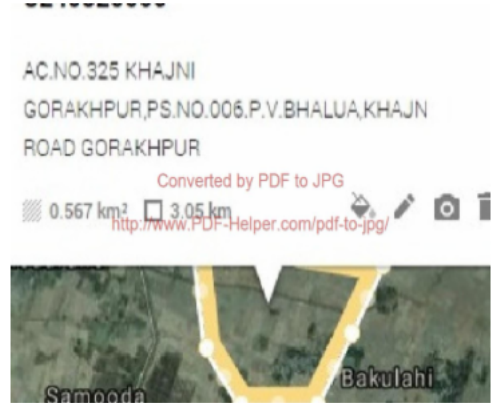 AC.NO.325 KHAJNI
GORAKHPUR,PS.NO.006.P.V.BHALUA,KHAJN
ROAD GORAKHPUR
Converted by PDF to JPG
0.567 km² 3.05 km
http://www.PDF-Helper.com/pdf-to-jpg/
Bakulahi
Samooda